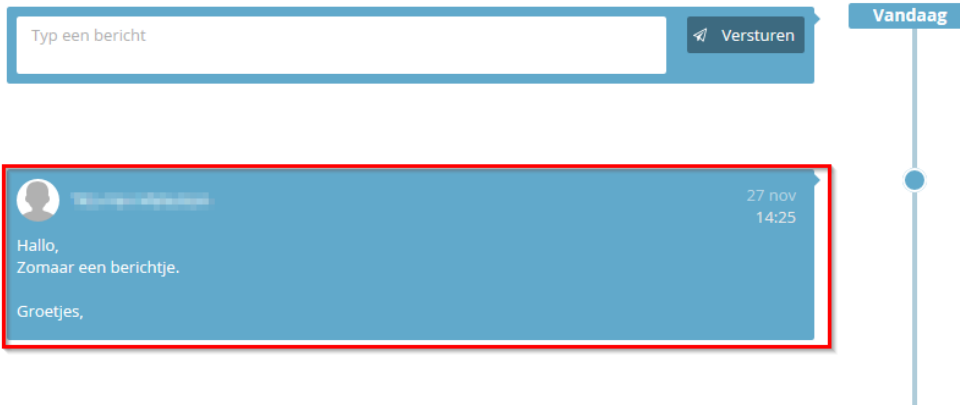 Typ een bericht
Versturen
Vandaag
27 nov
14:25
Hallo,
Zomaar een berichtje.
Groetjes,